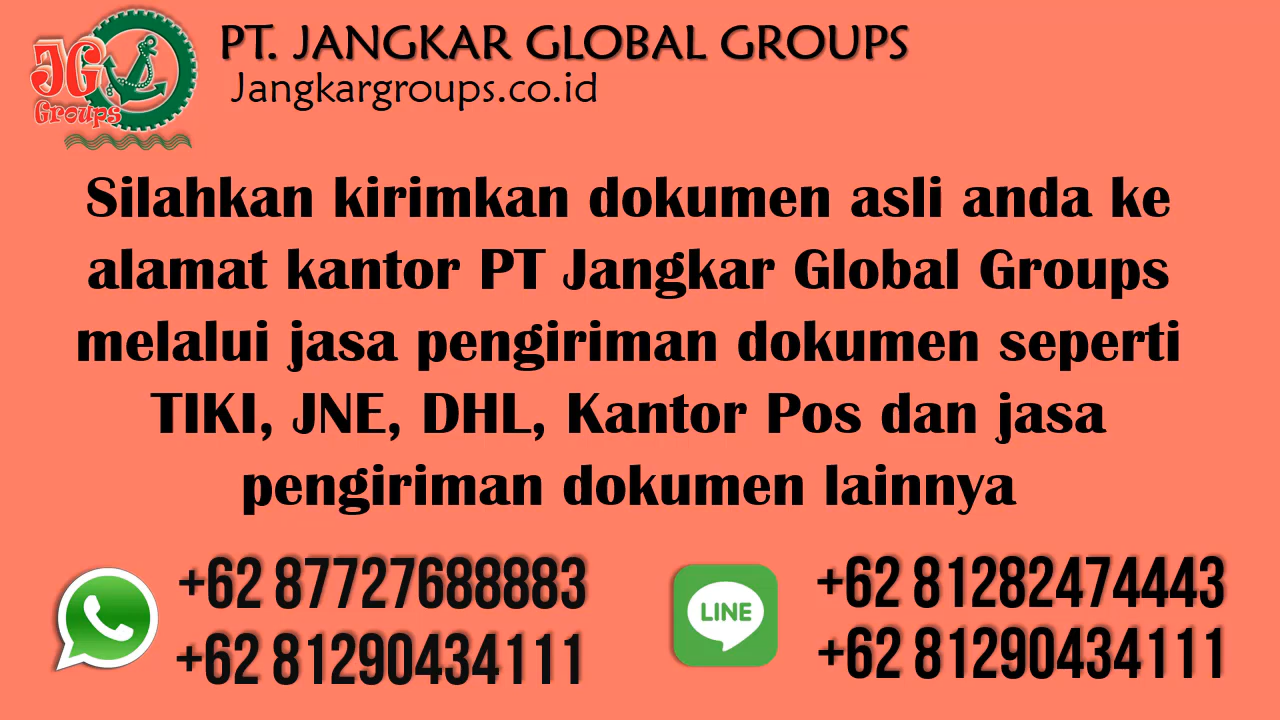 JG
Groups
PT. JANGKAR GLOBAL GROUPS
Jangkargroups.co.id
Silahkan kirimkan dokumen asli anda ke
alamat kantor PT Jangkar Global Groups
melalui jasa pengiriman dokumen seperti
TIKI, JNE, DHL, Kantor Pos dan jasa
pengiriman dokumen lainnya
+62 87727688883
+62 81290434111
LINE
+62 81282474443
+62 81290434111